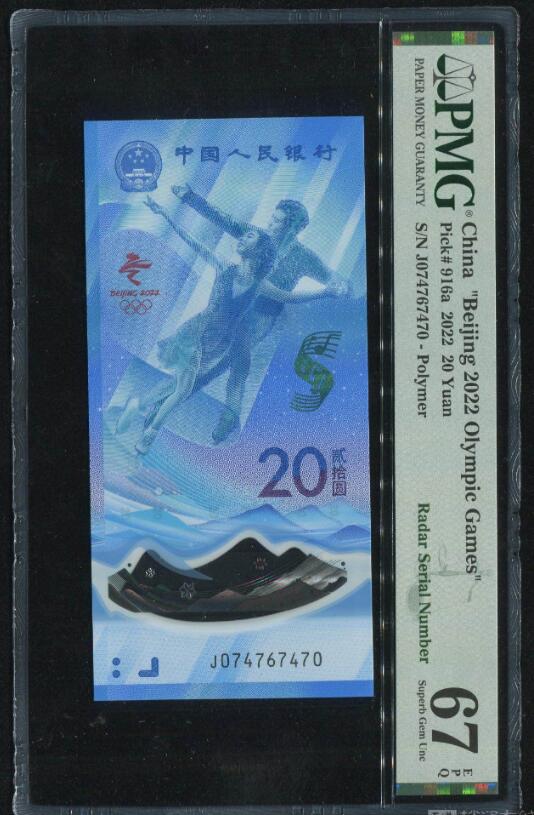 中国人民银行
BEIJING 2022
20
贰拾圆
J074767470
PMG
®
PAPER MONEY GUARANTY
China "Beijing 2022 Olympic Games"
Pick# 916a 2022 20 Yuan
S/N J074767470 - Polymer
Radar Serial Number
67
EPQ
Superb Gem Unc